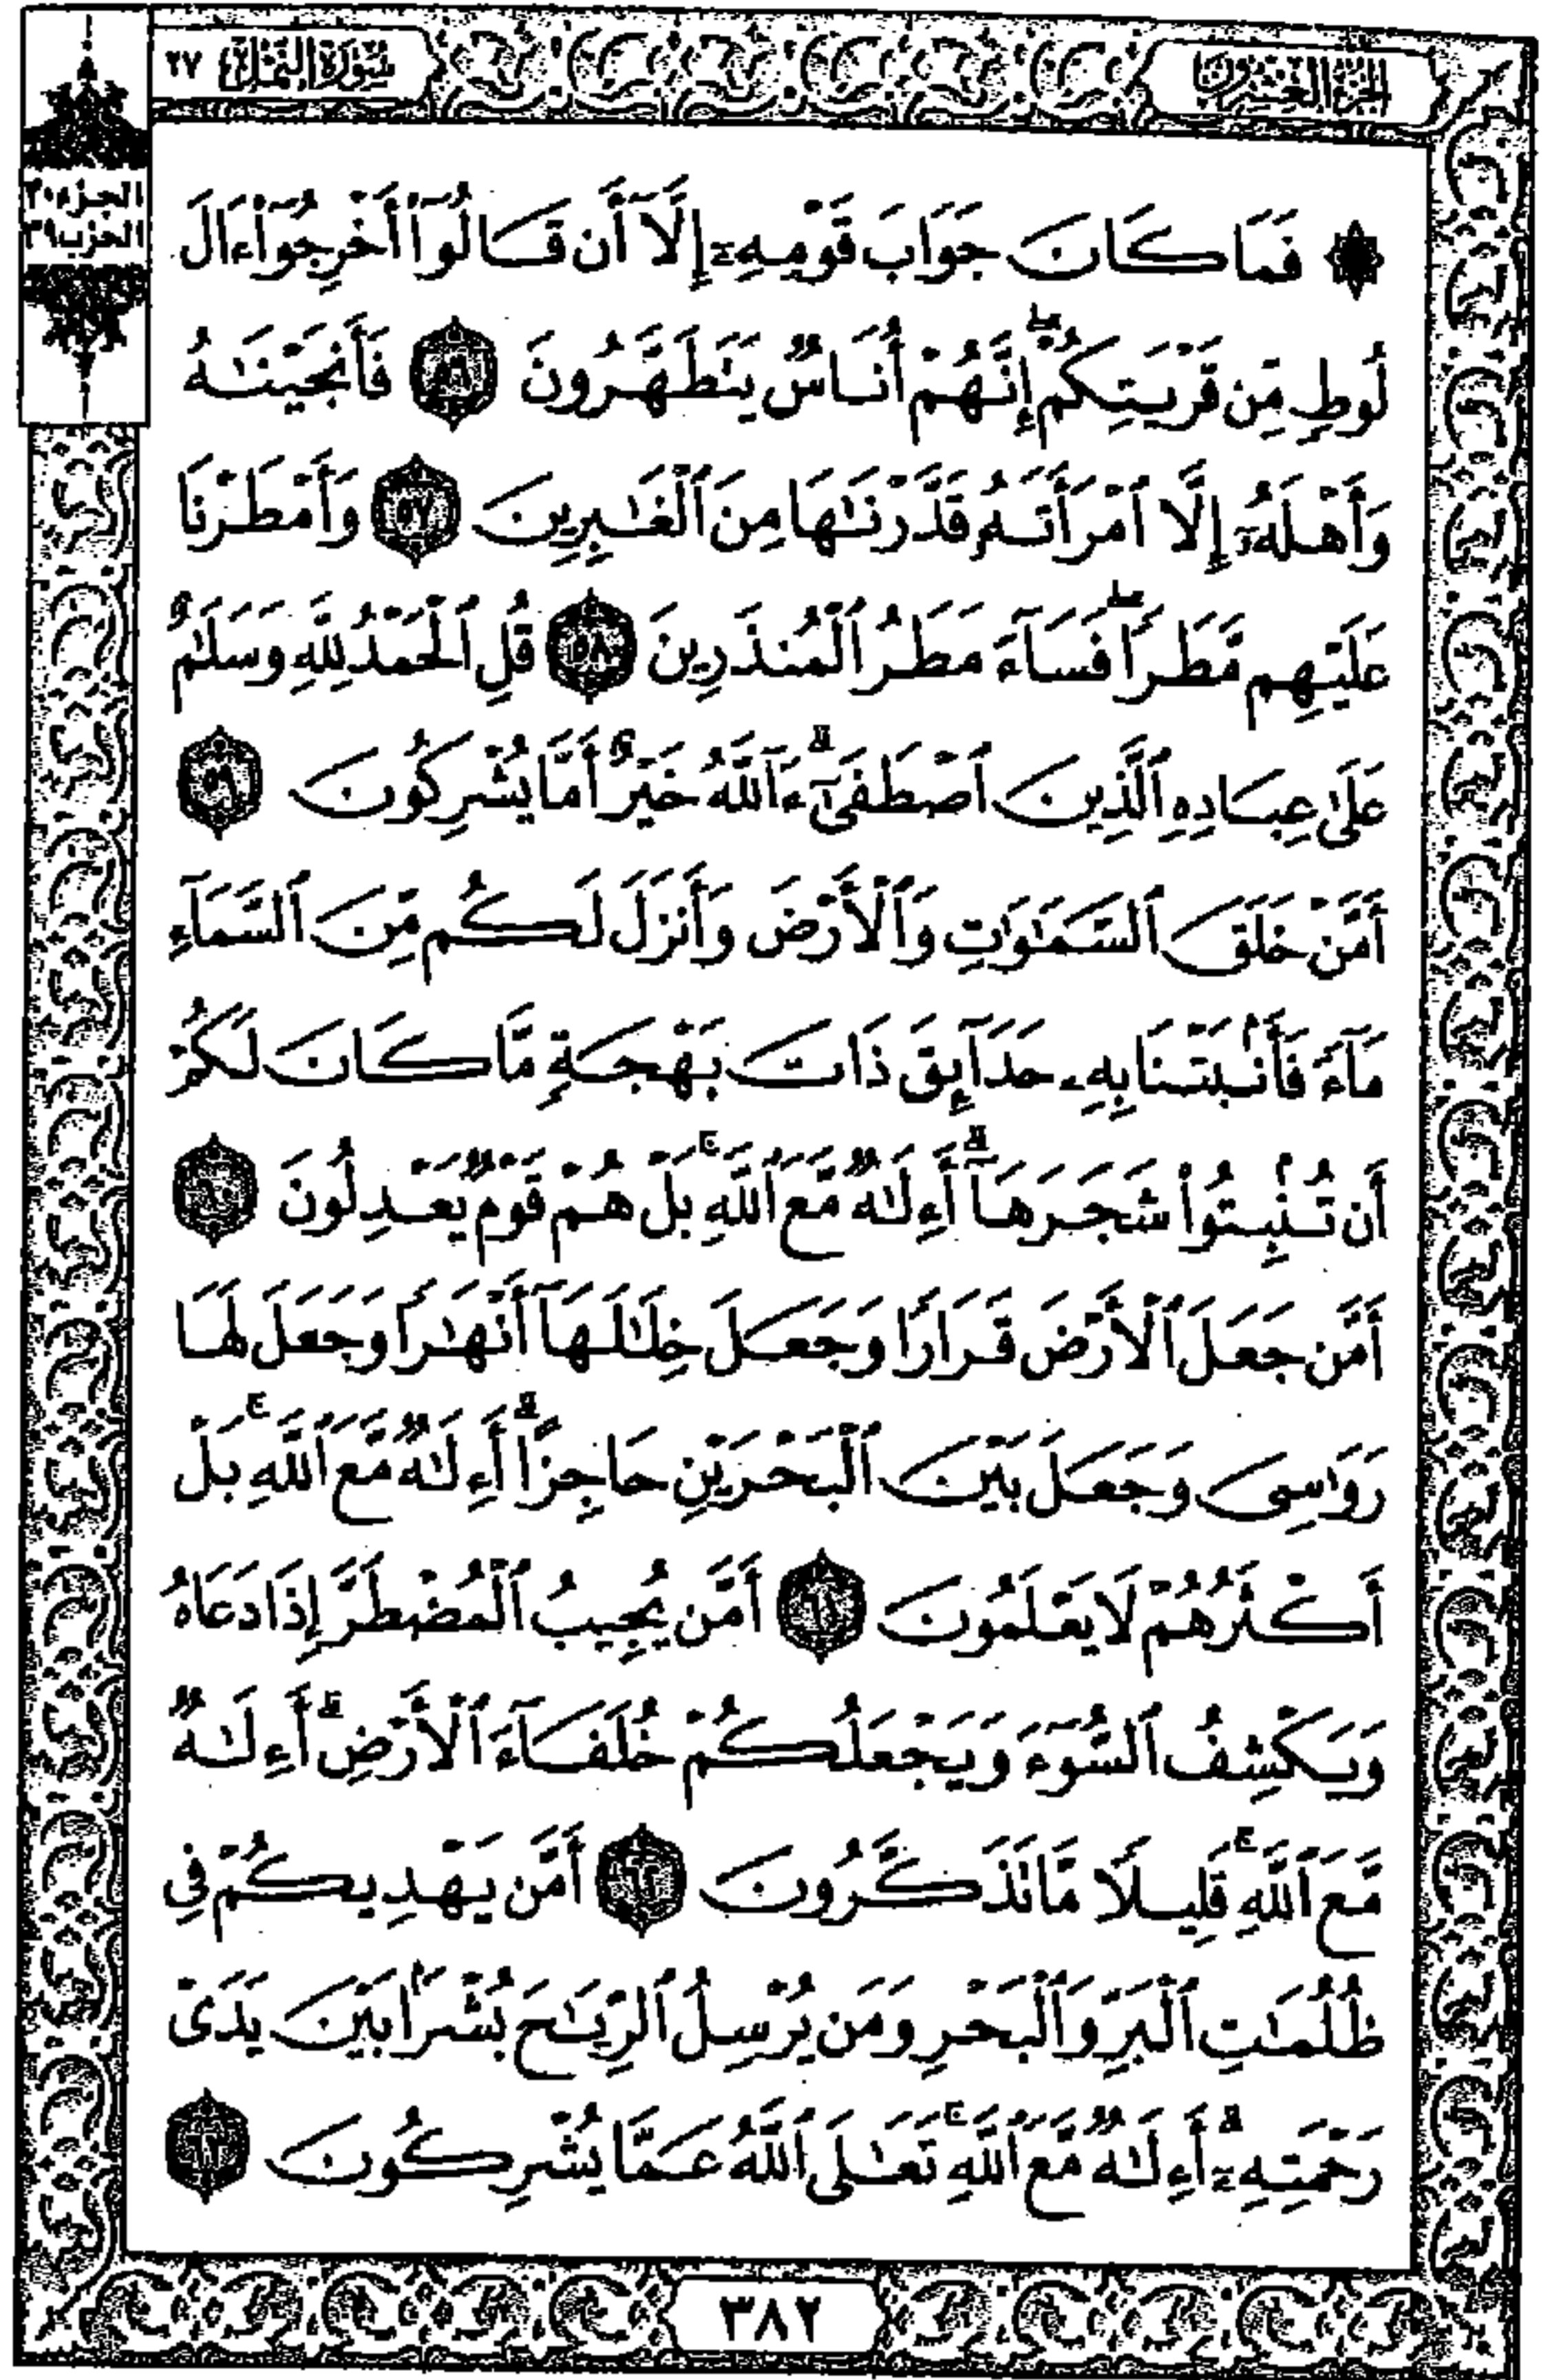 الجزء العشرون
سورة النمل ٢٧
الجزء ٢٠
الحزب ٣٩
۞ فَمَا كَانَ جَوَابَ قَوْمِهِۦٓ إِلَّآ أَن قَالُوٓا۟ أَخْرِجُوٓا۟ ءَالَ
لُوطٍ مِّن قَرْيَتِكُمْ ۖ إِنَّهُمْ أُنَاسٌ يَتَطَهَّرُونَ ٥٦ فَأَنجَيْنَـٰهُ
وَأَهْلَهُۥٓ إِلَّا ٱمْرَأَتَهُۥ قَدَّرْنَـٰهَا مِنَ ٱلْغَـٰبِرِينَ ٥٧ وَأَمْطَرْنَا
عَلَيْهِم مَّطَرًا ۖ فَسَآءَ مَطَرُ ٱلْمُنذَرِينَ ٥٨ قُلِ ٱلْحَمْدُ لِلَّهِ وَسَلَـٰمٌ
عَلَىٰ عِبَادِهِ ٱلَّذِينَ ٱصْطَفَىٰٓ ۗ ءَآللَّهُ خَيْرٌ أَمَّا يُشْرِكُونَ ٥٩
أَمَّنْ خَلَقَ ٱلسَّمَـٰوَٰتِ وَٱلْأَرْضَ وَأَنزَلَ لَكُم مِّنَ ٱلسَّمَآءِ
مَآءً فَأَنۢبَتْنَا بِهِۦ حَدَآئِقَ ذَاتَ بَهْجَةٍ مَّا كَانَ لَكُمْ
أَن تُنۢبِتُوا۟ شَجَرَهَآ ۗ أَءِلَـٰهٌ مَّعَ ٱللَّهِ ۚ بَلْ هُمْ قَوْمٌ يَعْدِلُونَ ٦٠
أَمَّن جَعَلَ ٱلْأَرْضَ قَرَارًا وَجَعَلَ خِلَـٰلَهَآ أَنْهَـٰرًا وَجَعَلَ لَهَا
رَوَٰسِىَ وَجَعَلَ بَيْنَ ٱلْبَحْرَيْنِ حَاجِزًا ۗ أَءِلَـٰهٌ مَّعَ ٱللَّهِ ۚ بَلْ
أَكْثَرُهُمْ لَا يَعْلَمُونَ ٦١ أَمَّن يُجِيبُ ٱلْمُضْطَرَّ إِذَا دَعَاهُ
وَيَكْشِفُ ٱلسُّوٓءَ وَيَجْعَلُكُمْ خُلَفَآءَ ٱلْأَرْضِ ۗ أَءِلَـٰهٌ
مَّعَ ٱللَّهِ ۚ قَلِيلًا مَّا تَذَكَّرُونَ ٦٢ أَمَّن يَهْدِيكُمْ فِى
ظُلُمَـٰتِ ٱلْبَرِّ وَٱلْبَحْرِ وَمَن يُرْسِلُ ٱلرِّيَـٰحَ بُشْرًۢا بَيْنَ يَدَىْ
رَحْمَتِهِۦٓ ۗ أَءِلَـٰهٌ مَّعَ ٱللَّهِ ۚ تَعَـٰلَى ٱللَّهُ عَمَّا يُشْرِكُونَ ٦٣
٣٨٢